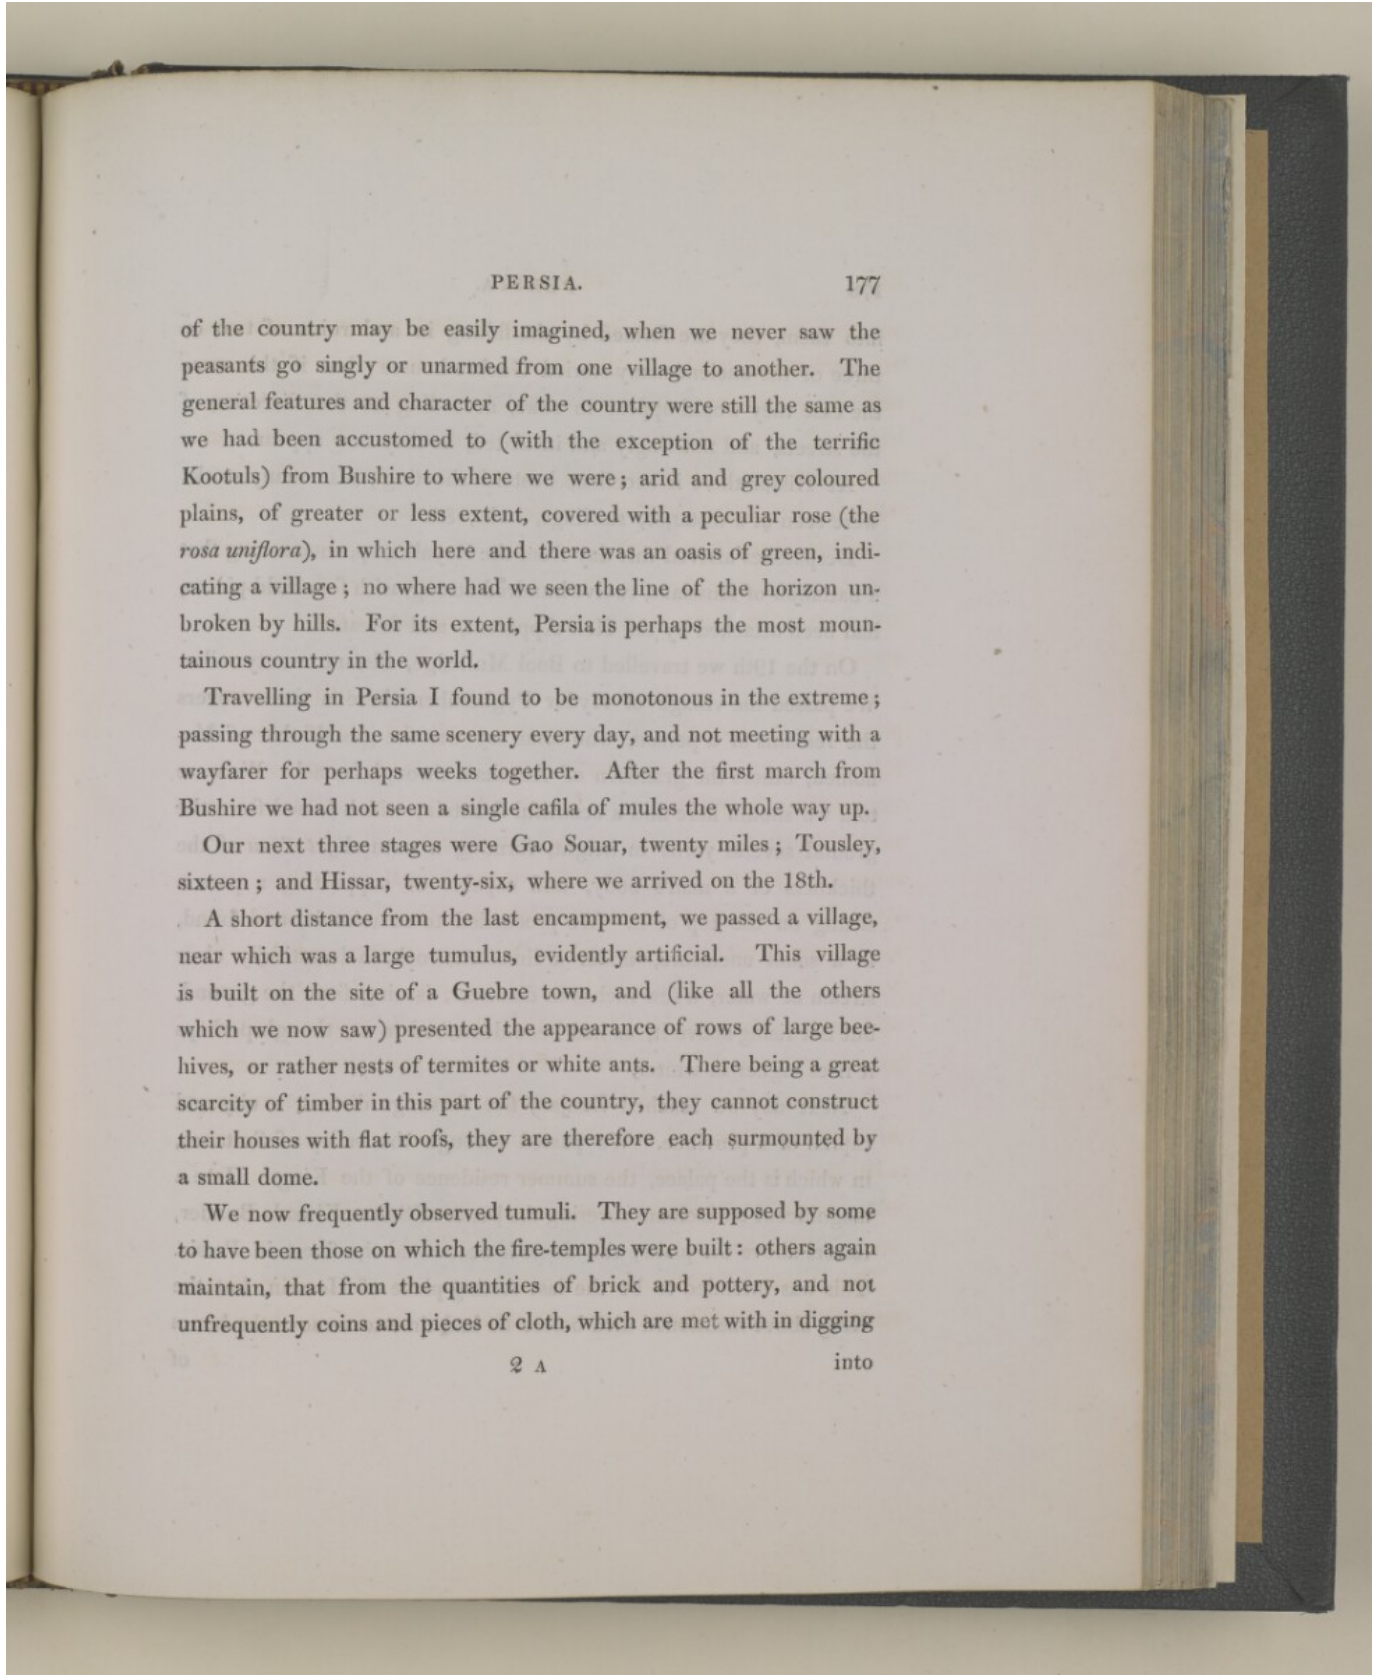 PERSIA. 177
of the country may be easily imagined, when we never saw the
peasants go singly or unarmed from one village to another. The
general features and character of the country were still the same as
we had been accustomed to (with the exception of the terrific
Kootuls) from Bushire to where we were; arid and grey coloured
plains, of greater or less extent, covered with a peculiar rose (the
rosa uniflora), in which here and there was an oasis of green, indi-
cating a village; no where had we seen the line of the horizon un-
broken by hills. For its extent, Persia is perhaps the most moun-
tainous country in the world.
Travelling in Persia I found to be monotonous in the extreme;
passing through the same scenery every day, and not meeting with a
wayfarer for perhaps weeks together. After the first march from
Bushire we had not seen a single cafila of mules the whole way up.
Our next three stages were Gao Souar, twenty miles; Tousley,
sixteen; and Hissar, twenty-six, where we arrived on the 18th.
A short distance from the last encampment, we passed a village,
near which was a large tumulus, evidently artificial. This village
is built on the site of a Guebre town, and (like all the others
which we now saw) presented the appearance of rows of large bee-
hives, or rather nests of termites or white ants. There being a great
scarcity of timber in this part of the country, they cannot construct
their houses with flat roofs, they are therefore each surmounted by
a small dome.
We now frequently observed tumuli. They are supposed by some
to have been those on which the fire-temples were built: others again
maintain, that from the quantities of brick and pottery, and not
unfrequently coins and pieces of cloth, which are met with in digging
2 A into